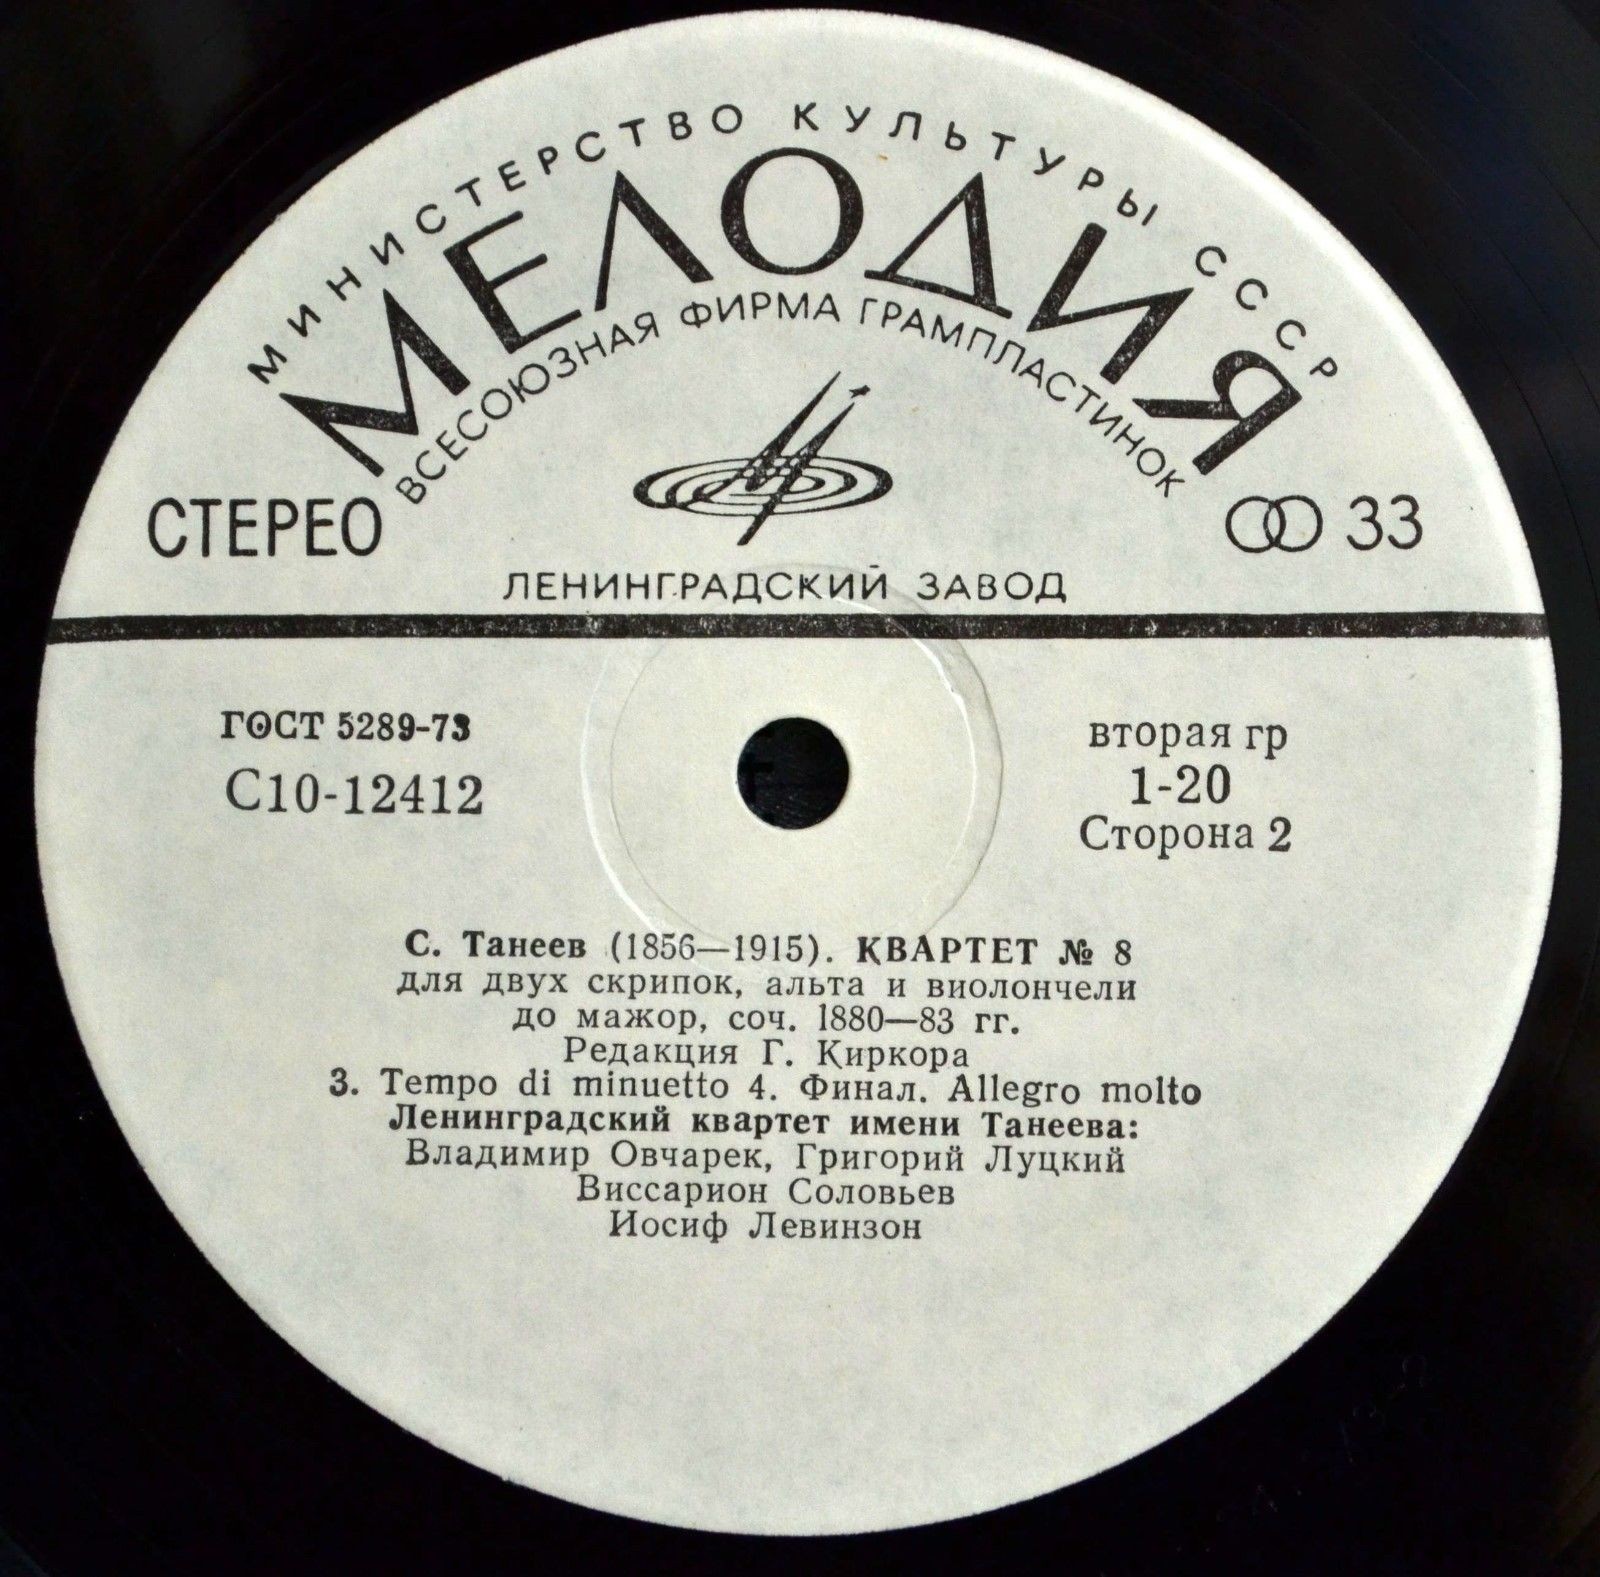 МИНИСТЕРСТВО КУЛЬТУРЫ СССР
МЕЛОДИЯ
ВСЕСОЮЗНАЯ ФИРМА ГРАМПЛАСТИНОК
СТЕРЕО
33
ЛЕНИНГРАДСКИЙ ЗАВОД
ГОСТ 5289-73
С10-12412
вторая гр
1-20
Сторона 2
С. Танеев (1856—1915). КВАРТЕТ № 8
для двух скрипок, альта и виолончели
до мажор, соч. 1880—83 гг.
Редакция Г. Киркора
3. Tempo di minuetto 4. Финал. Allegro molto
Ленинградский квартет имени Танеева:
Владимир Овчарек, Григорий Луцкий
Виссарион Соловьев
Иосиф Левинзон